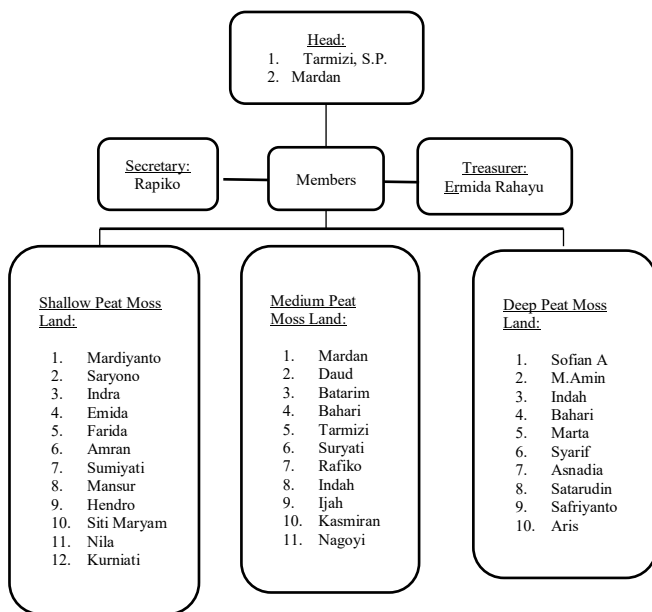 Head:
1. Tarmizi, S.P.
2. Mardan
Secretary:
Rapiko
Members
Treasurer:
Ermida Rahayu
Shallow Peat Moss
Land:
1. Mardiyanto
2. Saryono
3. Indra
4. Emida
5. Farida
6. Amran
7. Sumiyati
8. Mansur
9. Hendro
10. Siti Maryam
11. Nila
12. Kurniati
Medium Peat
Moss Land:
1. Mardan
2. Daud
3. Batarim
4. Bahari
5. Tarmizi
6. Suryati
7. Rafiko
8. Indah
9. Ijah
10. Kasmiran
11. Nagoyi
Deep Peat Moss
Land:
1. Sofian A
2. M.Amin
3. Indah
4. Bahari
5. Marta
6. Syarif
7. Asnadia
8. Satarudin
9. Safriyanto
10. Aris